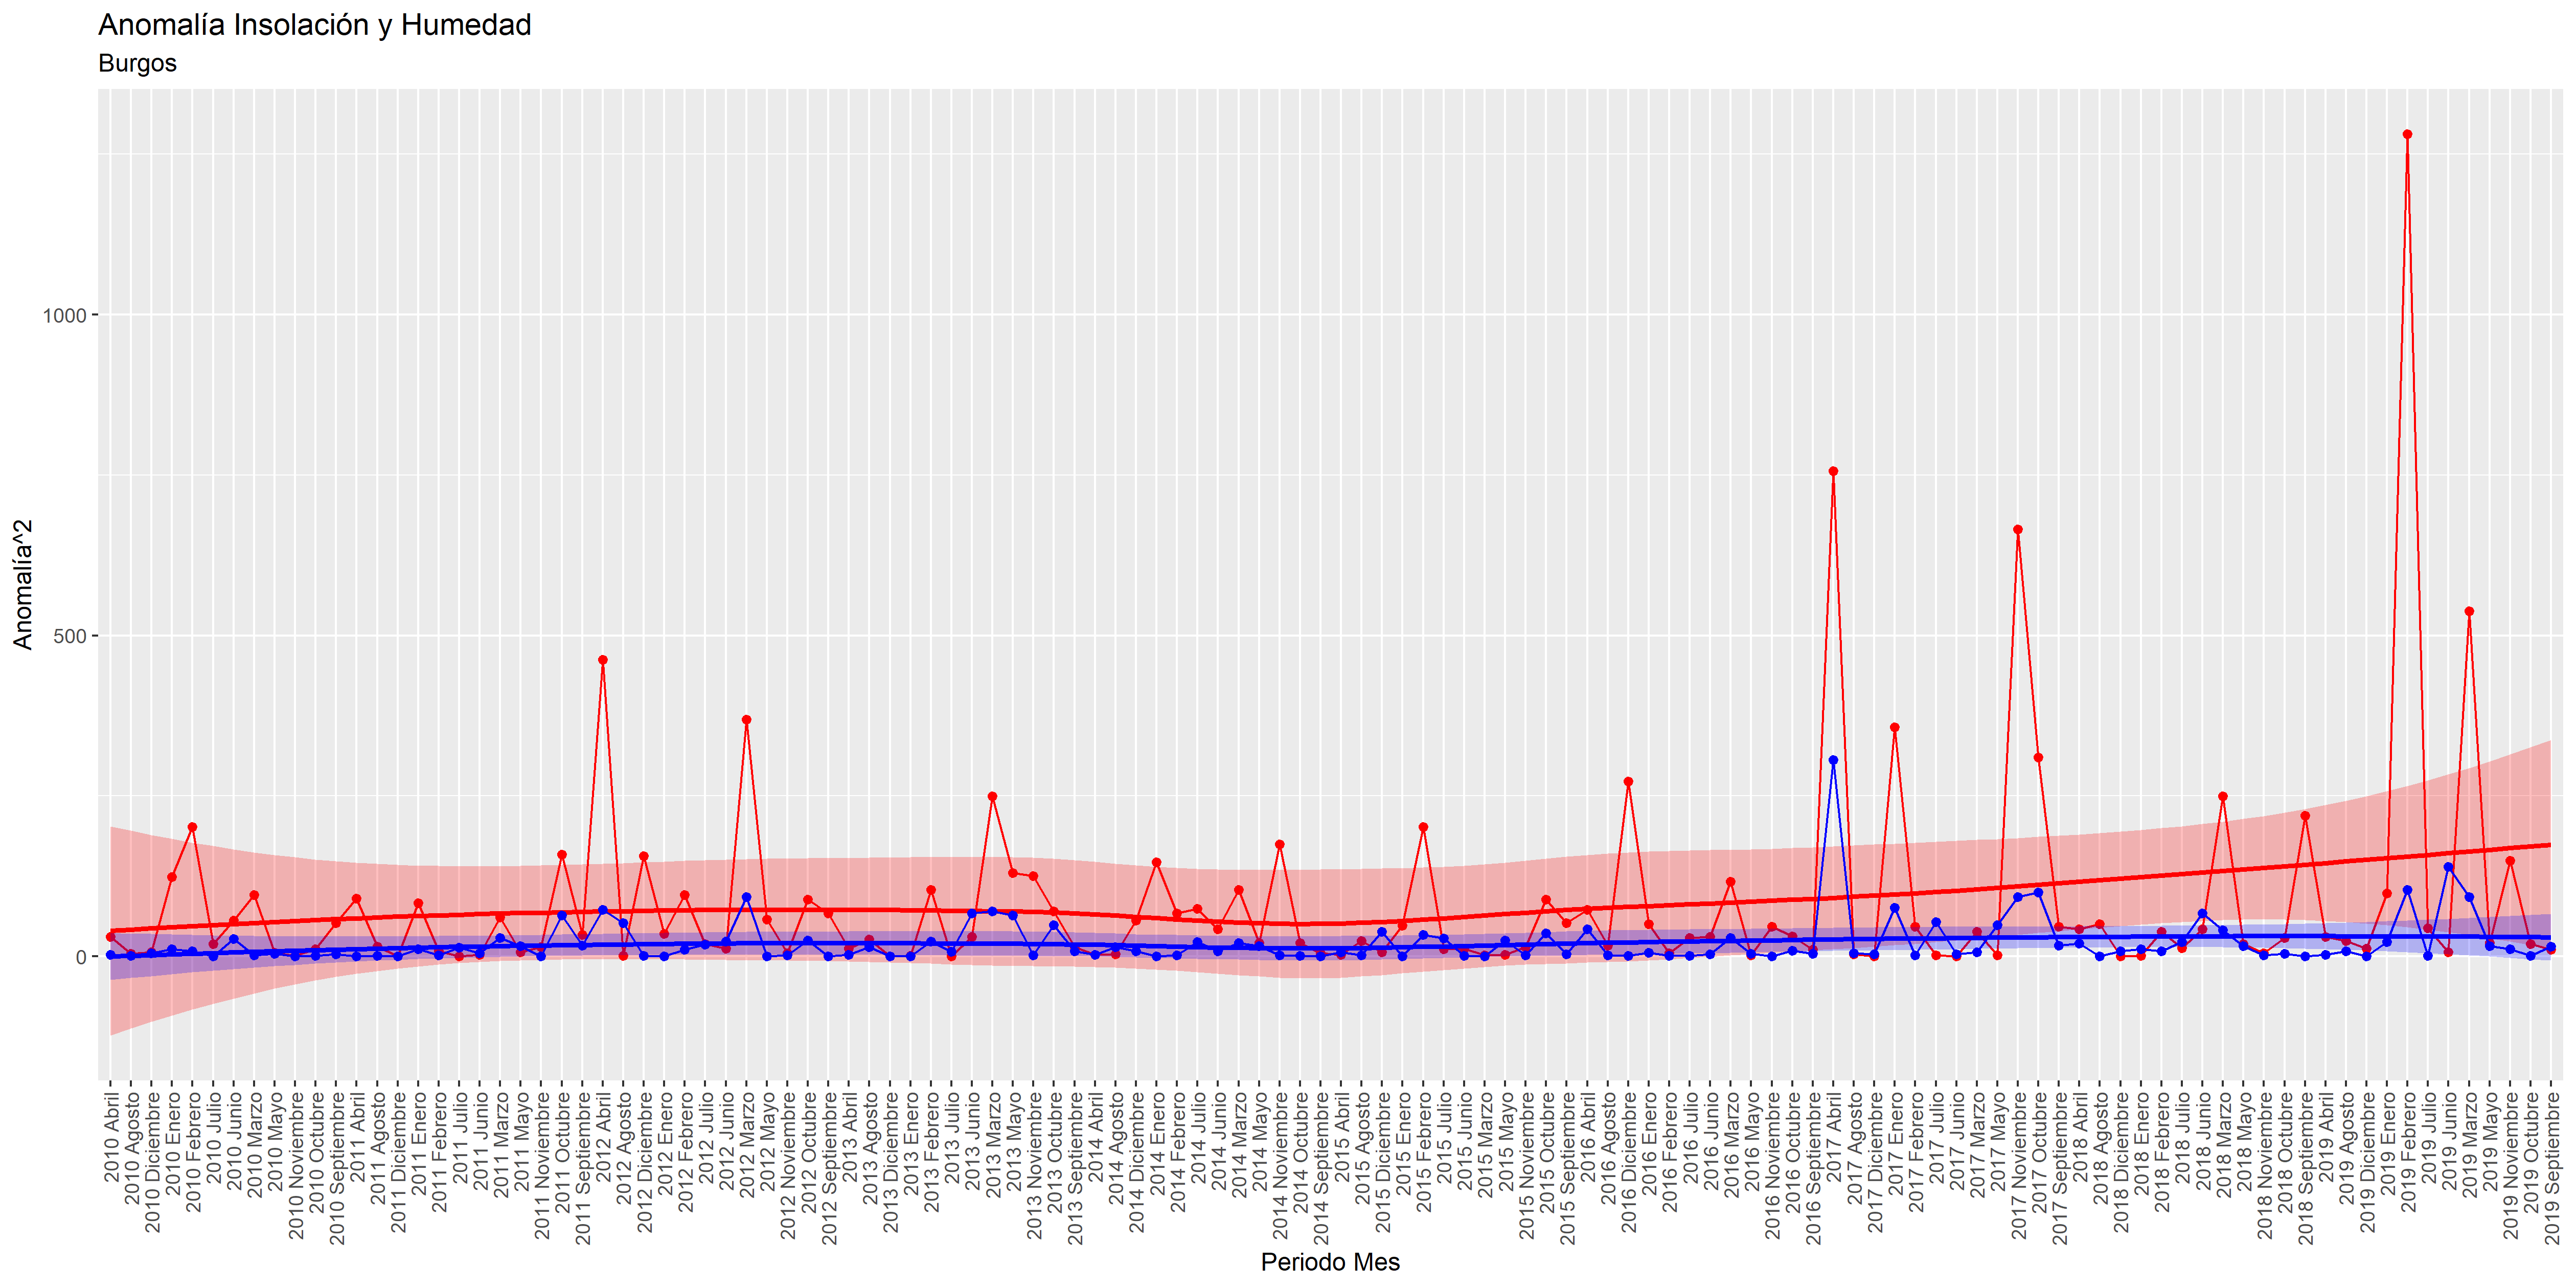 Anomalía Insolación y Humedad
Burgos
Anomalía^2
1000
500
0
2010 Abril
2010 Agosto
2010 Diciembre
2010 Enero
2010 Febrero
2010 Julio
2010 Junio
2010 Marzo
2010 Mayo
2010 Noviembre
2010 Octubre
2010 Septiembre
2011 Abril
2011 Agosto
2011 Diciembre
2011 Enero
2011 Febrero
2011 Julio
2011 Junio
2011 Marzo
2011 Mayo
2011 Noviembre
2011 Octubre
2011 Septiembre
2012 Abril
2012 Agosto
2012 Diciembre
2012 Enero
2012 Febrero
2012 Julio
2012 Junio
2012 Marzo
2012 Mayo
2012 Noviembre
2012 Octubre
2012 Septiembre
2013 Abril
2013 Agosto
2013 Diciembre
2013 Enero
2013 Febrero
2013 Julio
2013 Junio
2013 Marzo
2013 Mayo
2013 Noviembre
2013 Octubre
2013 Septiembre
2014 Abril
2014 Agosto
2014 Diciembre
2014 Enero
2014 Febrero
2014 Julio
2014 Junio
2014 Marzo
2014 Mayo
2014 Noviembre
2014 Octubre
2014 Septiembre
2015 Abril
2015 Agosto
2015 Diciembre
2015 Enero
2015 Febrero
2015 Julio
2015 Junio
2015 Marzo
2015 Mayo
2015 Noviembre
2015 Octubre
2015 Septiembre
2016 Abril
2016 Agosto
2016 Diciembre
2016 Enero
2016 Febrero
2016 Julio
2016 Junio
2016 Marzo
2016 Mayo
2016 Noviembre
2016 Octubre
2016 Septiembre
2017 Abril
2017 Agosto
2017 Diciembre
2017 Enero
2017 Febrero
2017 Julio
2017 Junio
2017 Marzo
2017 Mayo
2017 Noviembre
2017 Octubre
2017 Septiembre
2018 Abril
2018 Agosto
2018 Diciembre
2018 Enero
2018 Febrero
2018 Julio
2018 Junio
2018 Marzo
2018 Mayo
2018 Noviembre
2018 Octubre
2018 Septiembre
2019 Abril
2019 Agosto
2019 Diciembre
2019 Enero
2019 Febrero
2019 Julio
2019 Junio
2019 Marzo
2019 Mayo
2019 Noviembre
2019 Octubre
2019 Septiembre
Periodo Mes